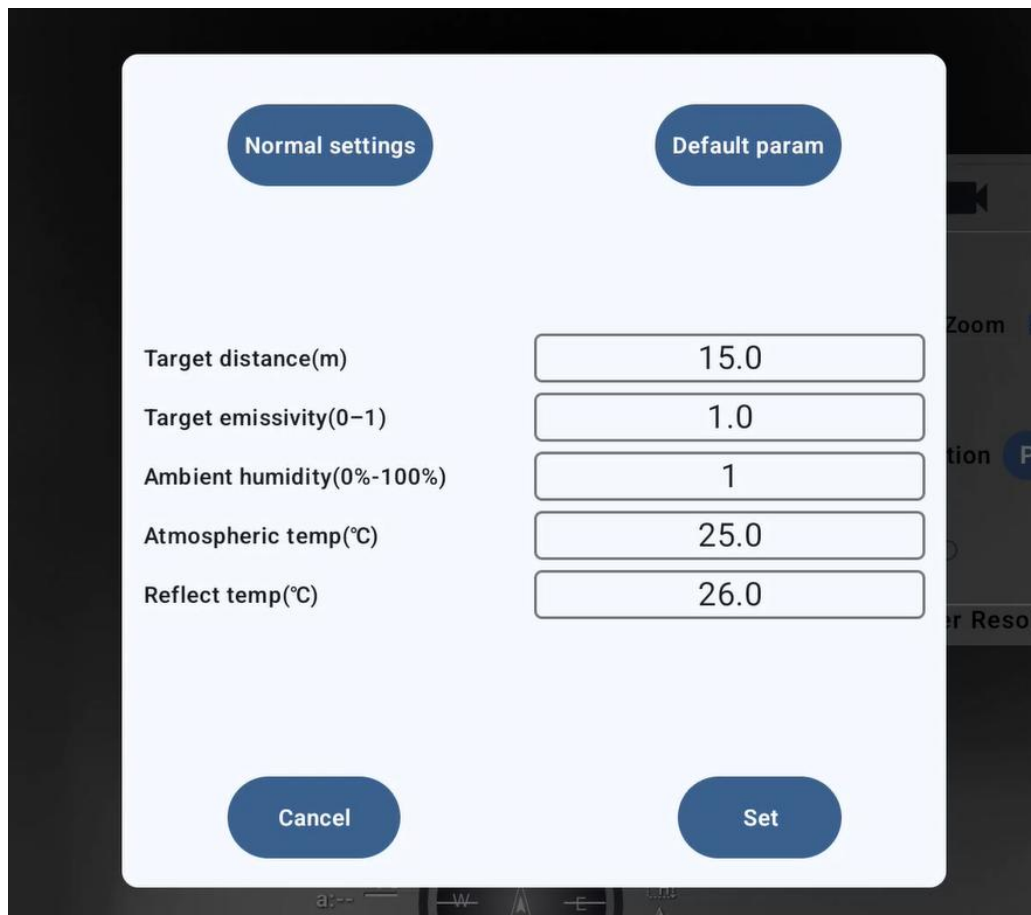 Normal settings
Default param
Zoom
Target distance(m)
15.0
Target emissivity(0–1)
1.0
tion
P
Ambient humidity(0%-100%)
1
Atmospheric temp(℃)
25.0
Reflect temp(℃)
26.0
er Reso
Cancel
Set
a:--
W
E